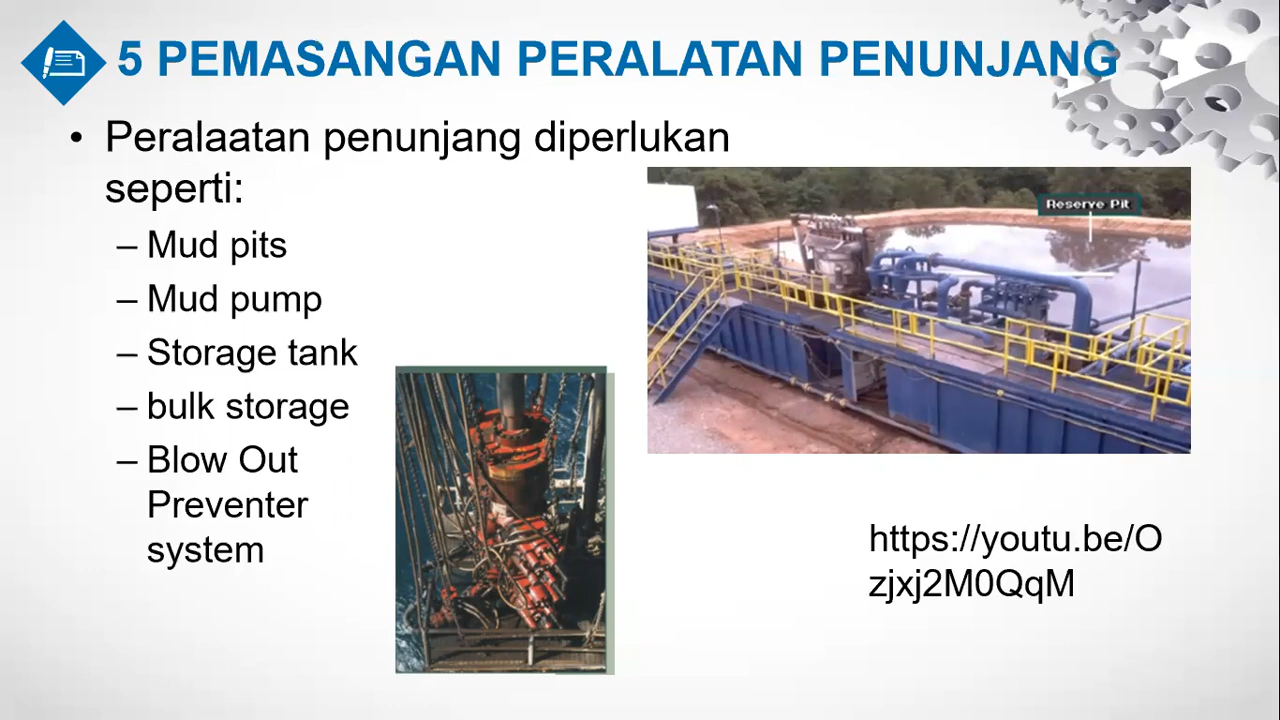 5 PEMASANGAN PERALATAN PENUNJANG
• Peralaatan penunjang diperlukan
seperti:
– Mud pits
– Mud pump
– Storage tank
– bulk storage
– Blow Out
Preventer
system
Reserve Pit
https://youtu.be/O
zjxj2M0QqM